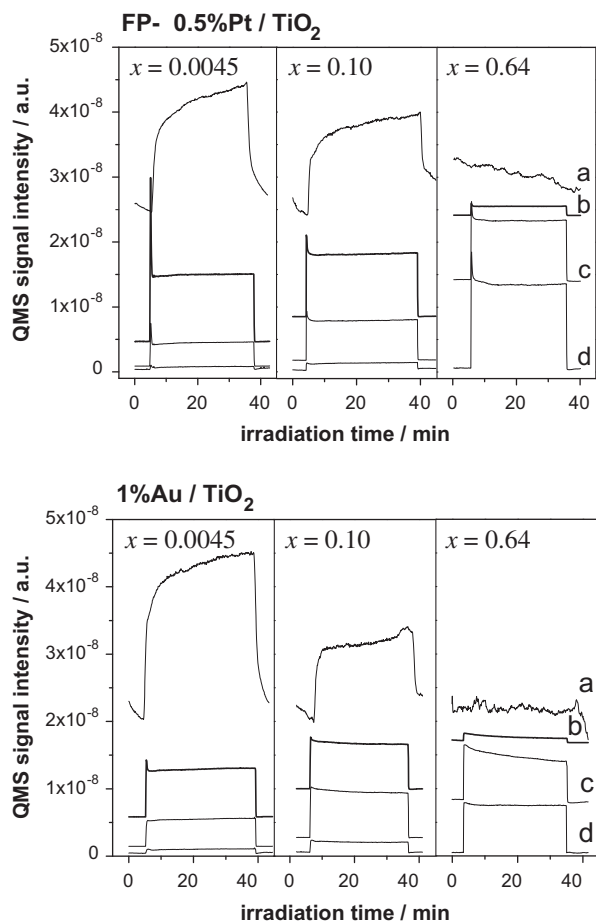 FP- 0.5%Pt / TiO2
x = 0.0045 x = 0.10 x = 0.64
5x10-8
4x10-8
3x10-8
2x10-8
1x10-8
0
QMS signal intensity / a.u.
a
b
c
d
0 20 40 0 20 40 0 20 40
irradiation time / min
1%Au / TiO2
x = 0.0045 x = 0.10 x = 0.64
5x10-8
4x10-8
3x10-8
2x10-8
1x10-8
0
QMS signal intensity / a.u.
a
b
c
d
0 20 40 0 20 40 0 20 40
irradiation time / min